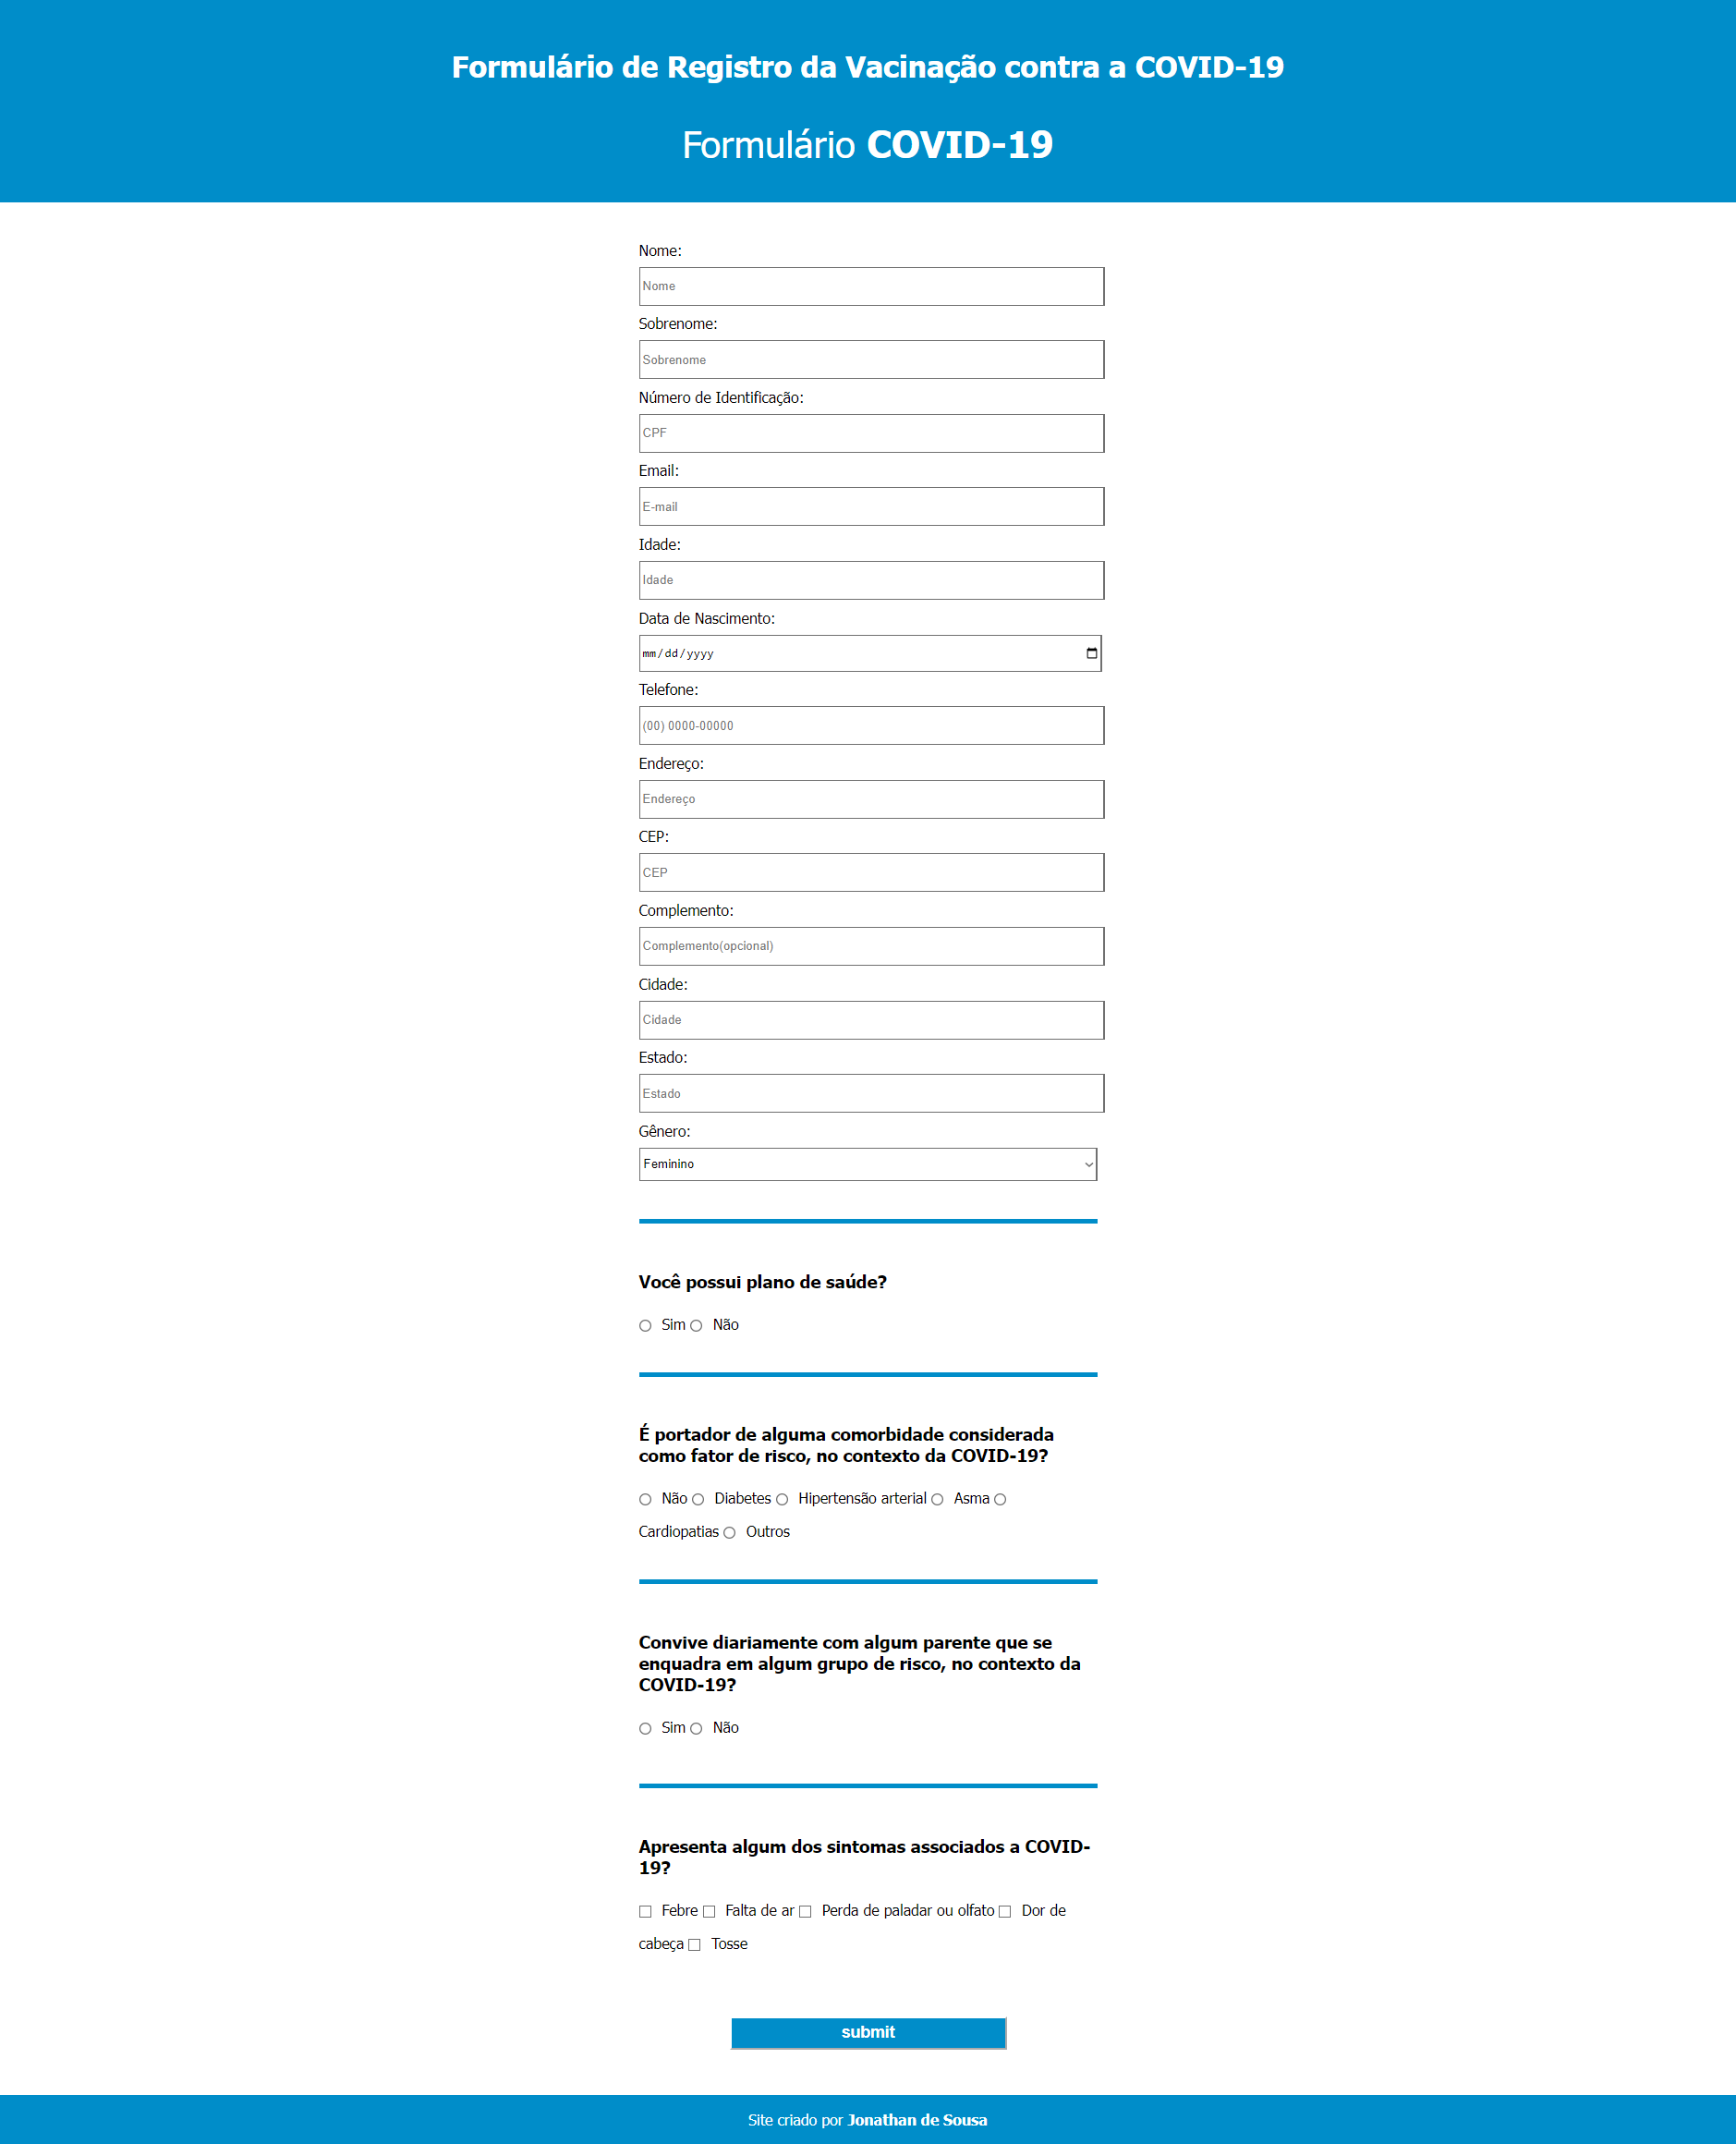 Formulário de Registro da Vacinação contra a COVID-19
Formulário COVID-19
Nome:
Nome
Sobrenome:
Sobrenome
Número de Identificação:
CPF
Email:
E-mail
Idade:
Idade
Data de Nascimento:
mm/dd/yyyy
Telefone:
(00) 0000-00000
Endereço:
Endereço
CEP:
CEP
Complemento:
Complemento(opcional)
Cidade:
Cidade
Estado:
Estado
Gênero:
Feminino
Você possui plano de saúde?
Sim Não
É portador de alguma comorbidade considerada
como fator de risco, no contexto da COVID-19?
Não Diabetes Hipertensão arterial Asma
Cardiopatias Outros
Convive diariamente com algum parente que se
enquadra em algum grupo de risco, no contexto da
COVID-19?
Sim Não
Apresenta algum dos sintomas associados a COVID-
19?
Febre Falta de ar Perda de paladar ou olfato Dor de
cabeça Tosse
submit
Site criado por Jonathan de Sousa